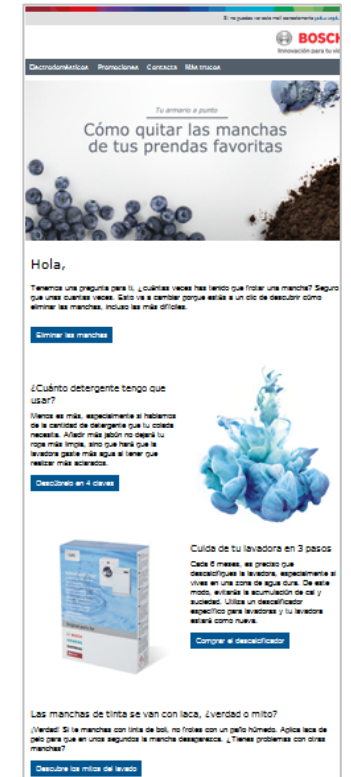 Si no puedes ver este mail correctamente
BOSCH
Innovación para tu vi
Electrodomésticos Promociones Contacta Más trucos
Tu armario a punto
Cómo quitar las manchas
de tus prendas favoritas
Hola,
Tenemos una pregunta para ti, ¿cuántas veces has tenido que frotar una mancha? Seguro
que unas cuantas veces. Esto va a cambiar porque estás a un clic de descubrir cómo
eliminar las manchas, incluso las más difíciles.
Eliminar las manchas
¿Cuánto detergente tengo que
usar?
Menos es más, especialmente si hablamos
de la cantidad de detergente que tu colada
necesita. Añadir más jabón no dejará tu
ropa más limpia, sino que hará que la
lavadora gaste más agua al tener que
realizar más aclarados.
Descúbrelo en 4 claves
Cuida de tu lavadora en 3 pasos
Cada 6 meses, es preciso que
descalcifiques la lavadora, especialmente si
vives en una zona de agua dura. De este
modo, evitarás la acumulación de cal y
suciedad. Utiliza un descalcificador
específico para lavadoras y tu lavadora
estará como nueva.
Comprar el descalcificador
Las manchas de tinta se van con laca, ¿verdad o mito?
¡Verdad! Si te manchas con tinta de boli, no frotes con un paño húmedo. Aplica laca de
pelo para que en unos segundos la mancha desaparezca. ¿Tienes problemas con otras
manchas?
Descubre los mitos del lavado